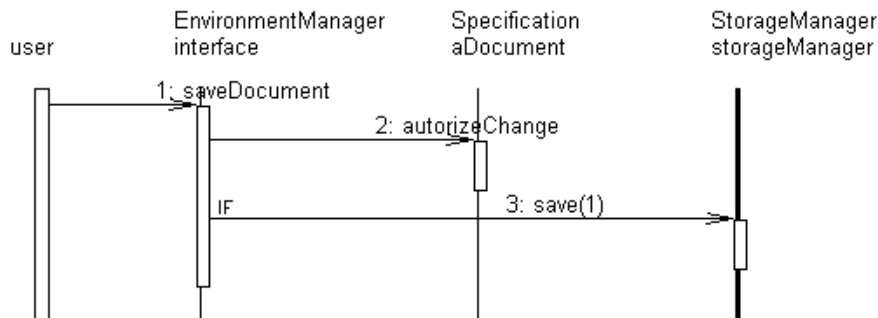 EnvironmentManager
Specification
StorageManager
user
interface
aDocument
storageManager
1: saveDocument
2: autorizeChange
IF
3: save(1)